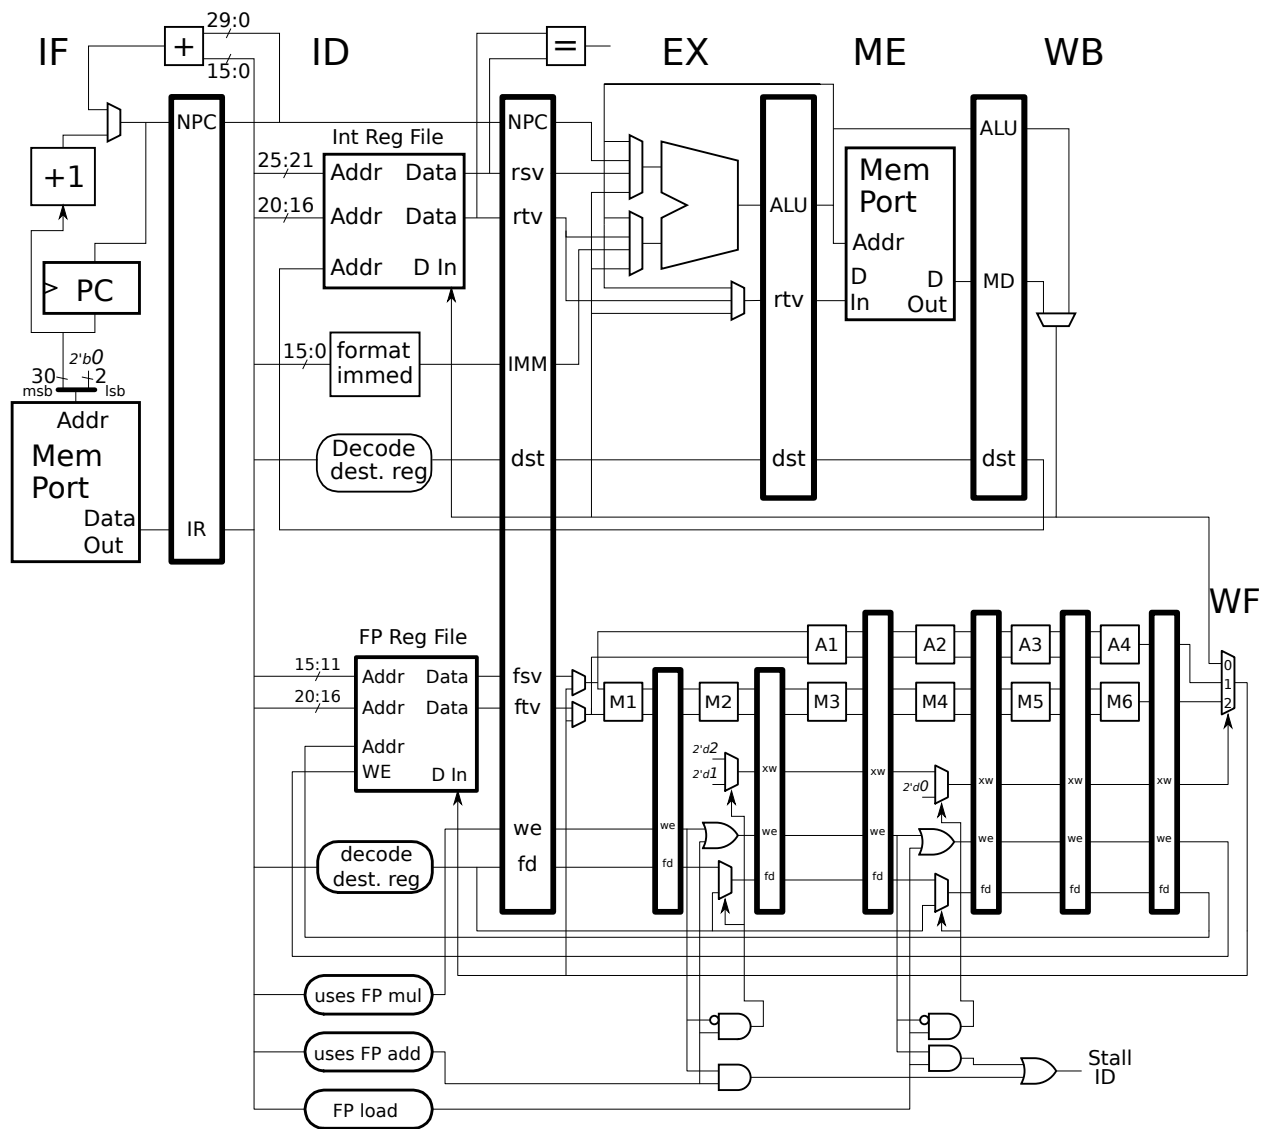 IF
ID
EX
ME
WB
29:0
+
15:0
=
NPC
+1
PC
2'b0
30
2
msb
lsb
Addr
Mem
Port
Data
Out
IR
Int Reg File
25:21
Addr
Data
20:16
Addr
Data
Addr
D In
15:0
format
immed
Decode
dest. reg
NPC
rsv
rtv
IMM
dst
ALU
rtv
dst
Mem
Port
Addr
D
In
D
Out
ALU
MD
dst
WF
FP Reg File
15:11
Addr
Data
20:16
Addr
Data
Addr
WE
D In
decode
dest. reg
fsv
ftv
we
fd
A1
A2
A3
A4
M1
M2
M3
M4
M5
M6
0
1
2
2'd2
2'd1
xw
xw
2'd0
xw
xw
xw
we
we
we
we
we
we
fd
fd
fd
fd
fd
fd
uses FP mul
uses FP add
FP load
Stall
ID